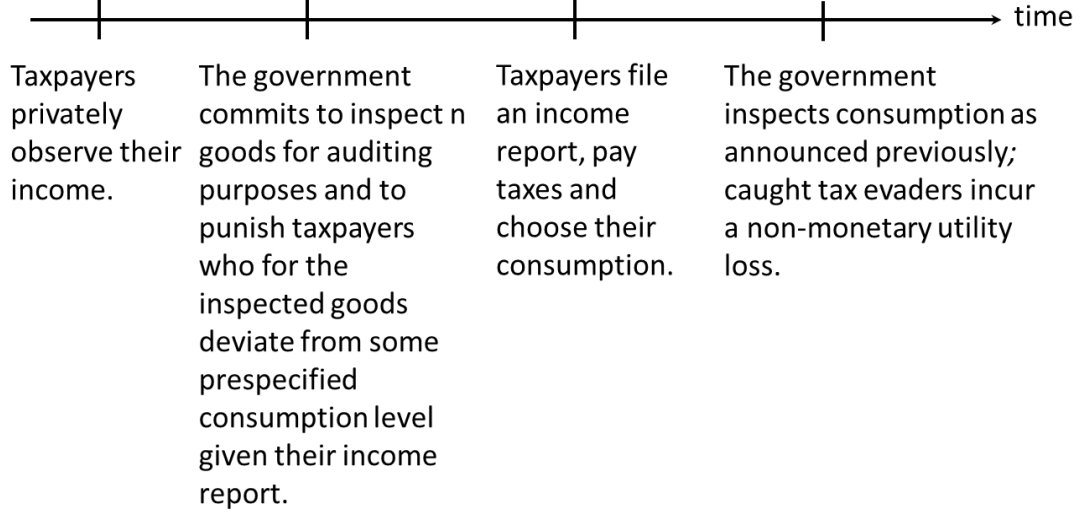 time
Taxpayers
privately
observe their
income.
The government
commits to inspect n
goods for auditing
purposes and to
punish taxpayers
who for the
inspected goods
deviate from some
prespecified
consumption level
given their income
report.
Taxpayers file
an income
report, pay
taxes and
choose their
consumption.
The government
inspects consumption as
announced previously;
caught tax evaders incur
a non-monetary utility
loss.